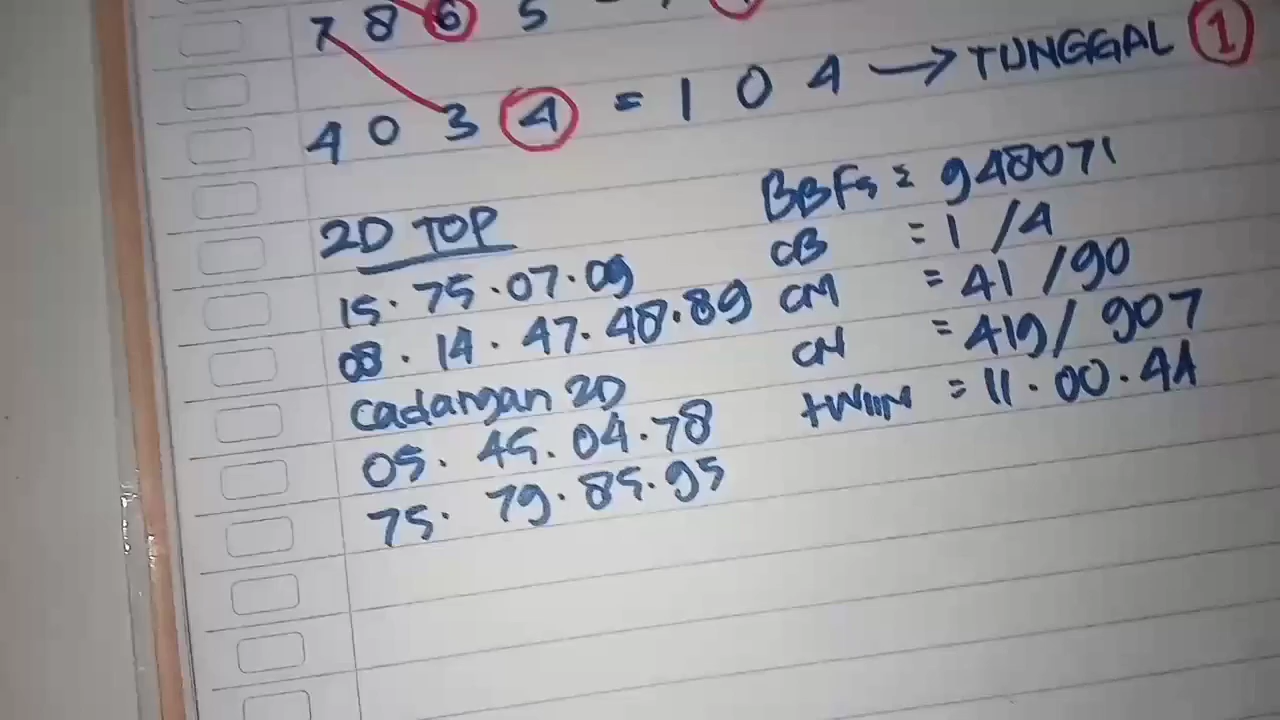 7 8 6 5
4 0 3 4 = 1 0 4 → TUNGGAL 1
2D TOP
15. 75. 07. 09
08. 14. 47. 48. 89
Cadangan 2D
05. 45. 04. 78
75. 79. 85. 95
BBFS = 948071
CB = 1 / 4
CM = 41 / 90
CN = 419 / 907
TWIIN = 11. 00. 44